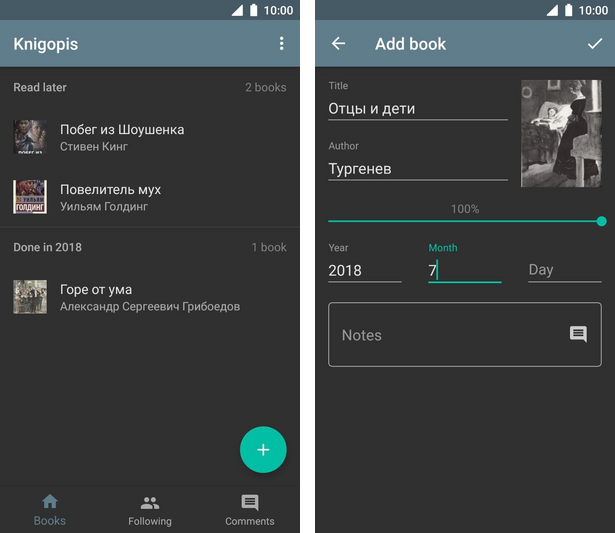 10:00
Knigopis
Read later
2 books
Побег из Шоушенка
Стивен Кинг
Повелитель мух
Уильям Голдинг
Done in 2018
1 book
Горе от ума
Александр Сергеевич Грибоедов
Books
Following
Comments
10:00
Add book
Title
Отцы и дети
Author
Тургенев
100%
Year
Month
2018
7
Day
Notes